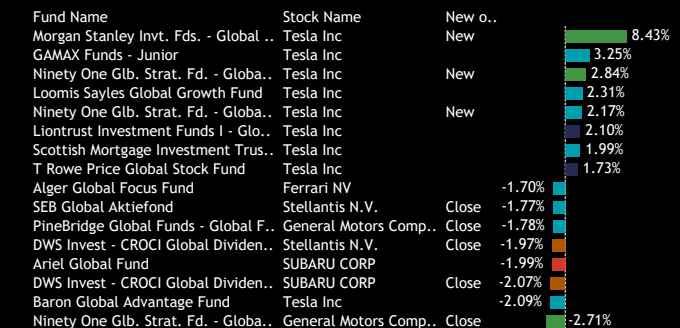 Fund Name Stock Name New o..
Morgan Stanley Invt. Fds. - Global .. Tesla Inc New 8.43%
GAMAX Funds - Junior Tesla Inc 3.25%
Ninety One Glb. Strat. Fd. - Globa.. Tesla Inc New 2.84%
Loomis Sayles Global Growth Fund Tesla Inc 2.31%
Ninety One Glb. Strat. Fd. - Globa.. Tesla Inc New 2.17%
Liontrust Investment Funds I - Glo.. Tesla Inc 2.10%
Scottish Mortgage Investment Trus.. Tesla Inc 1.99%
T Rowe Price Global Stock Fund Tesla Inc 1.73%
Alger Global Focus Fund Ferrari NV -1.70%
SEB Global Aktiefond Stellantis N.V. Close -1.77%
PineBridge Global Funds - Global F.. General Motors Comp.. Close -1.78%
DWS Invest - CROCI Global Dividen.. Stellantis N.V. Close -1.97%
Ariel Global Fund SUBARU CORP -1.99%
DWS Invest - CROCI Global Dividen.. SUBARU CORP Close -2.07%
Baron Global Advantage Fund Tesla Inc -2.09%
Ninety One Glb. Strat. Fd. - Globa.. General Motors Comp.. Close -2.71%